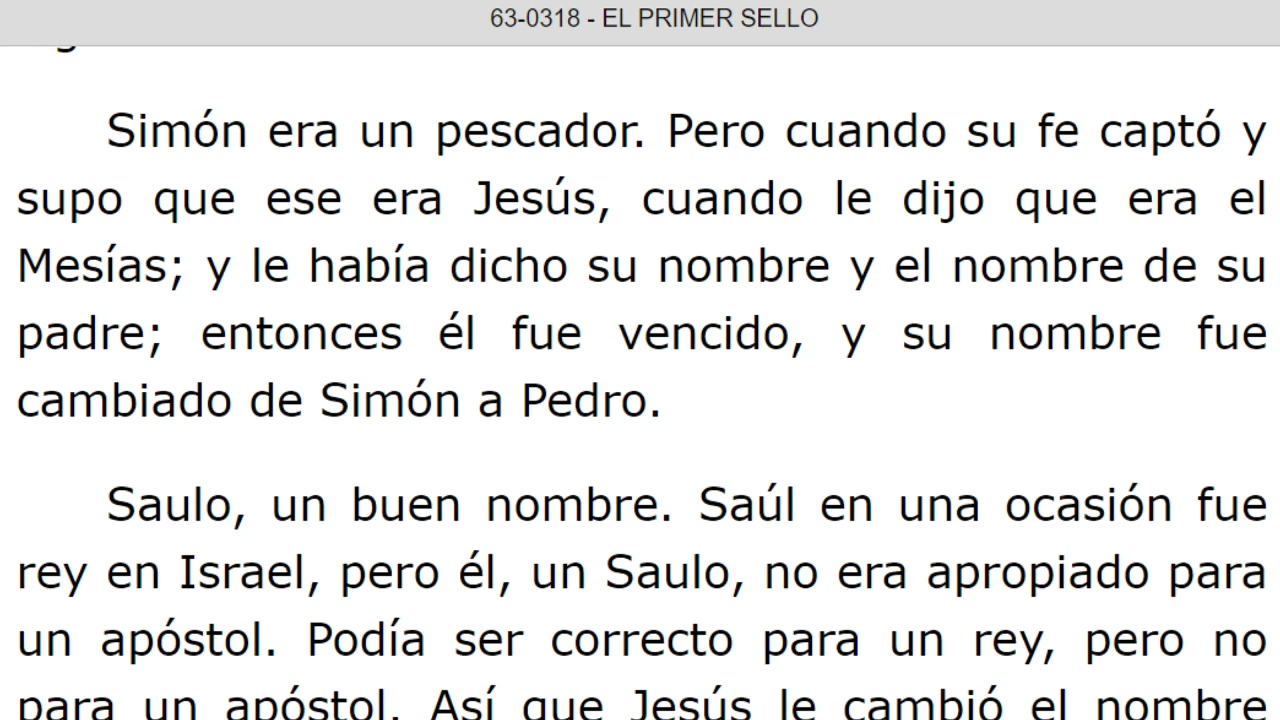 63-0318 - EL PRIMER SELLO
Simón era un pescador. Pero cuando su fe captó y
supo que ese era Jesús, cuando le dijo que era el
Mesías; y le había dicho su nombre y el nombre de su
padre; entonces él fue vencido, y su nombre fue
cambiado de Simón a Pedro.
Saulo, un buen nombre. Saúl en una ocasión fue
rey en Israel, pero él, un Saulo, no era apropiado para
un apóstol. Podía ser correcto para un rey, pero no
para un apóstol. Así que Jesús le cambió el nombre